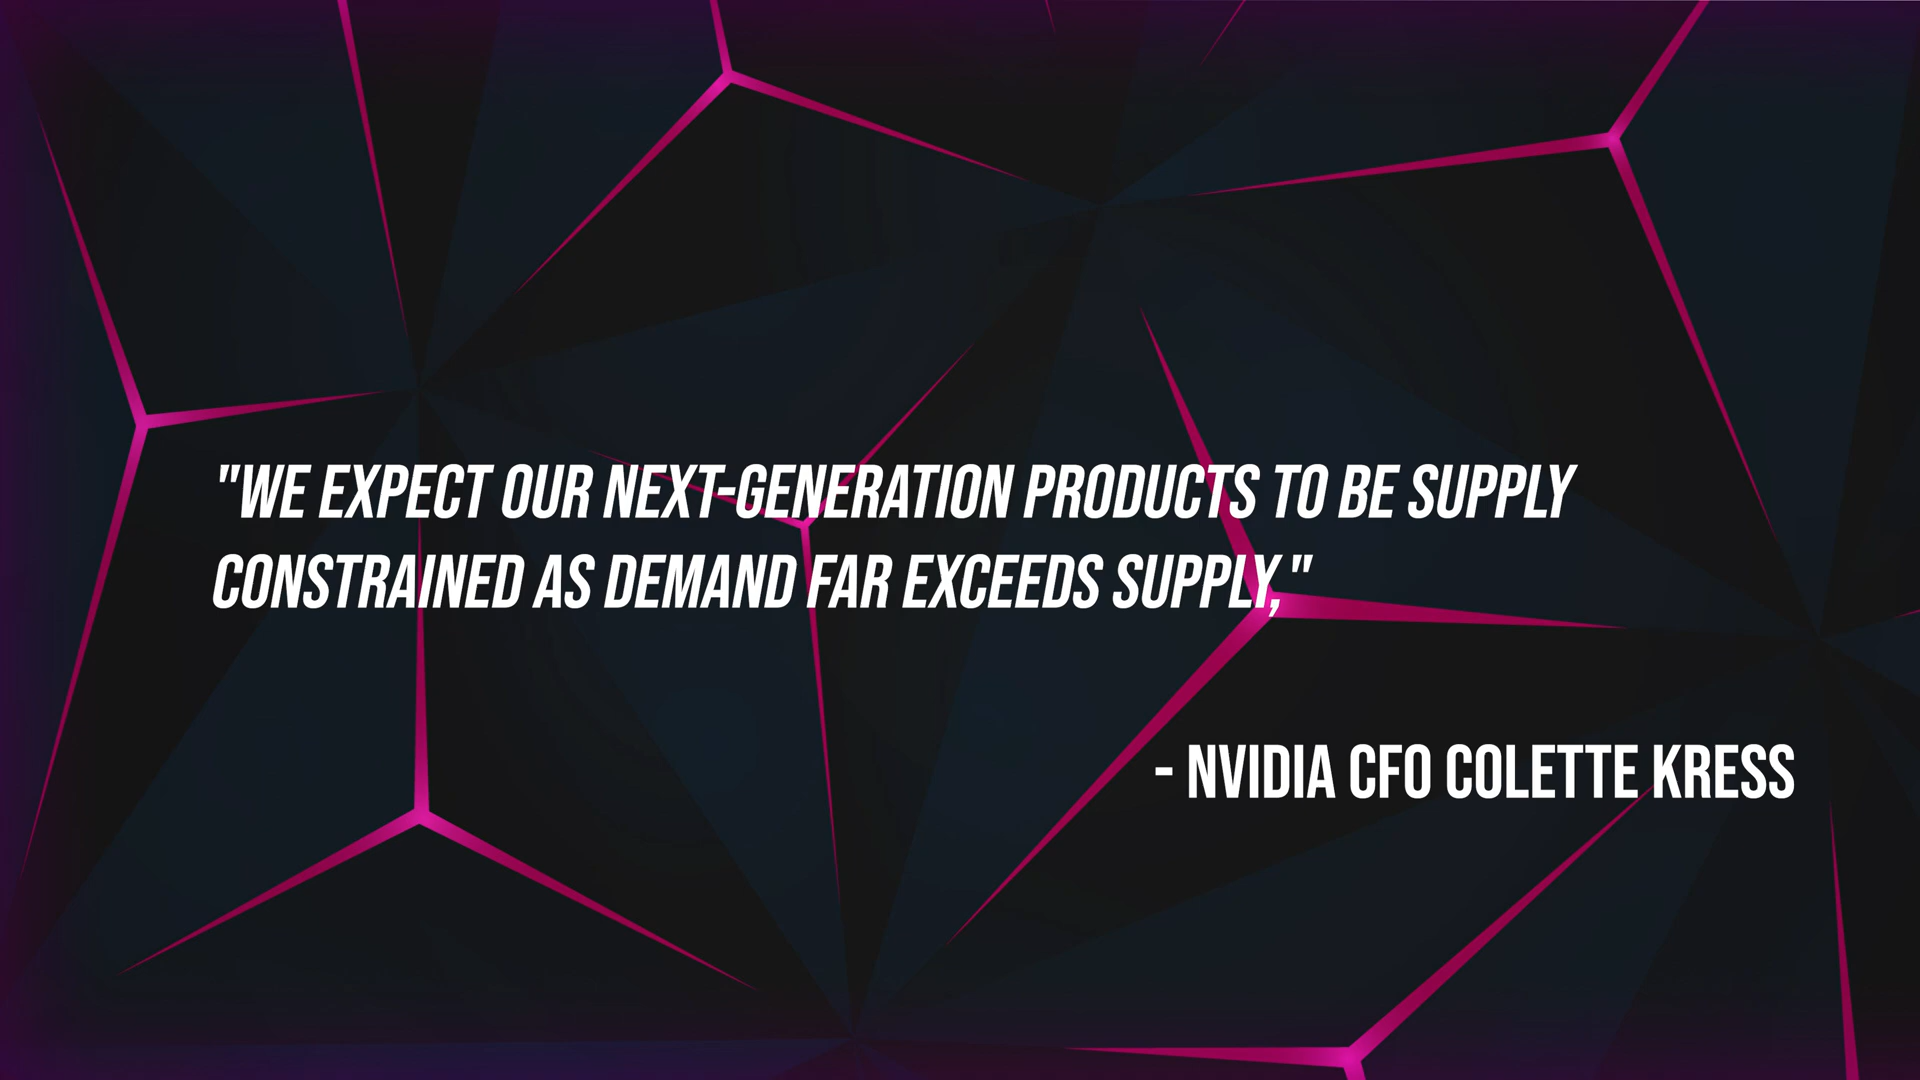 "WE EXPECT OUR NEXT-GENERATION PRODUCTS TO BE SUPPLY
CONSTRAINED AS DEMAND FAR EXCEEDS SUPPLY,"
- NVIDIA CFO COLETTE KRESS